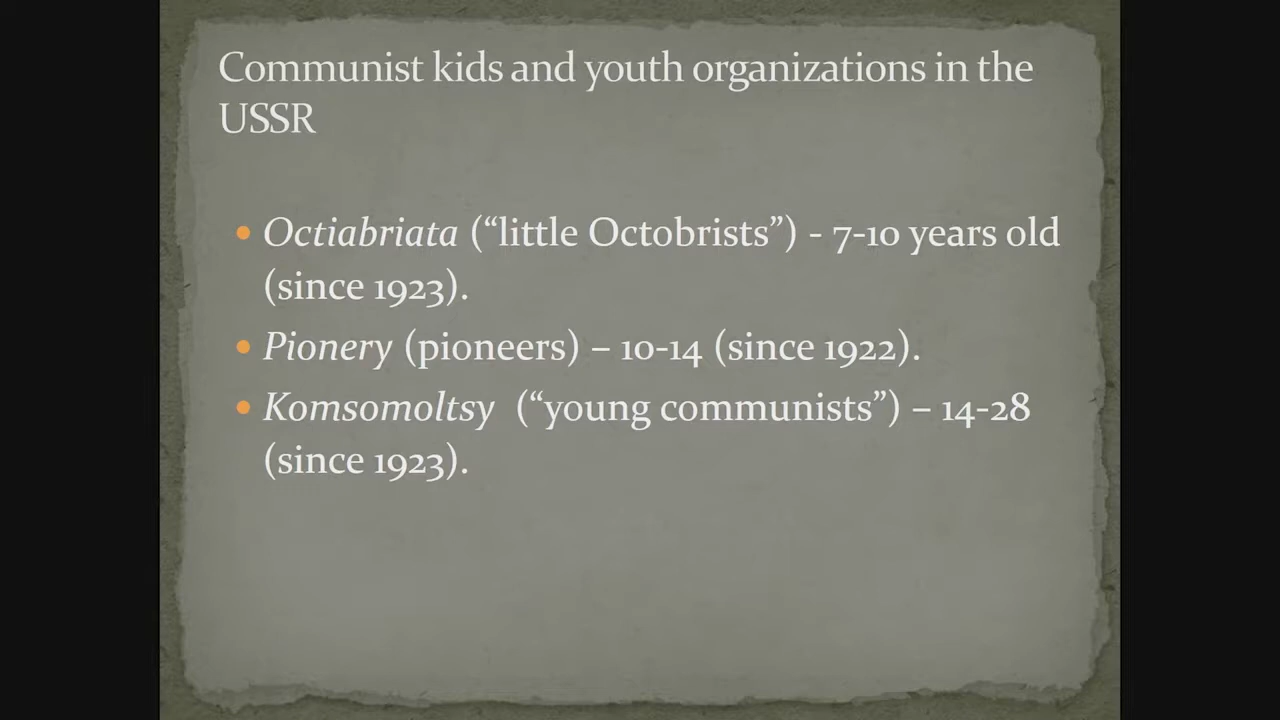 Communist kids and youth organizations in the
USSR
• Octiabriata (“little Octobrists”) - 7-10 years old
(since 1923).
• Pionery (pioneers) – 10-14 (since 1922).
• Komsomoltsy (“young communists”) – 14-28
(since 1923).